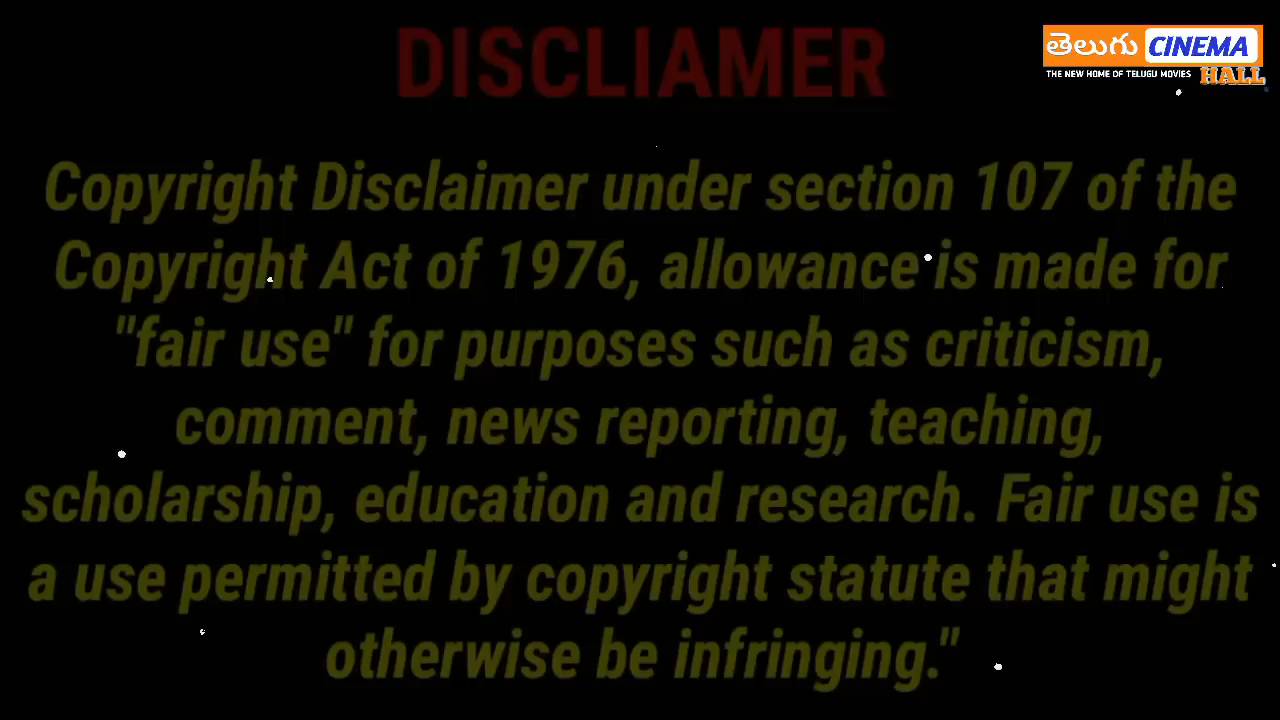 DISCLIAMER
తెలుగు CINEMA
THE NEW HOME OF TELUGU MOVIES HALL
Copyright Disclaimer under section 107 of the
Copyright Act of 1976, allowance is made for
"fair use" for purposes such as criticism,
comment, news reporting, teaching,
scholarship, education and research. Fair use is
a use permitted by copyright statute that might
otherwise be infringing."